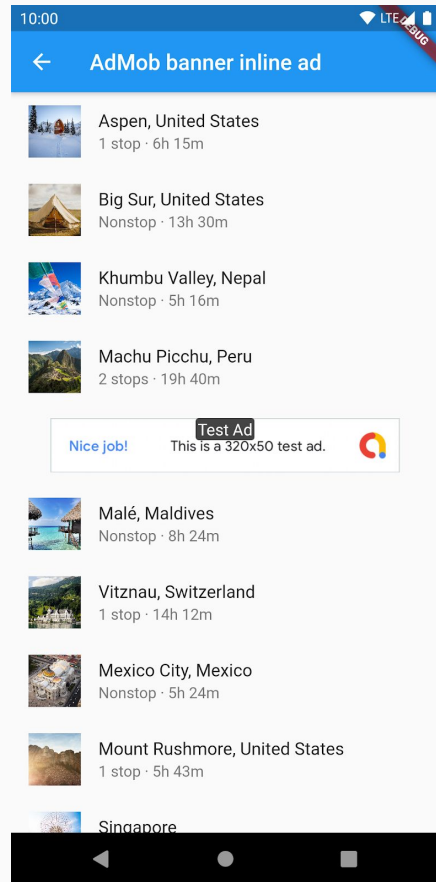 10:00
LTE
DEBUG
AdMob banner inline ad
Aspen, United States
1 stop · 6h 15m
Big Sur, United States
Nonstop · 13h 30m
Khumbu Valley, Nepal
Nonstop · 5h 16m
Machu Picchu, Peru
2 stops · 19h 40m
Test Ad
Nice job!
This is a 320x50 test ad.
Malé, Maldives
Nonstop · 8h 24m
Vitznau, Switzerland
1 stop · 14h 12m
Mexico City, Mexico
Nonstop · 5h 24m
Mount Rushmore, United States
1 stop · 5h 43m
Singapore